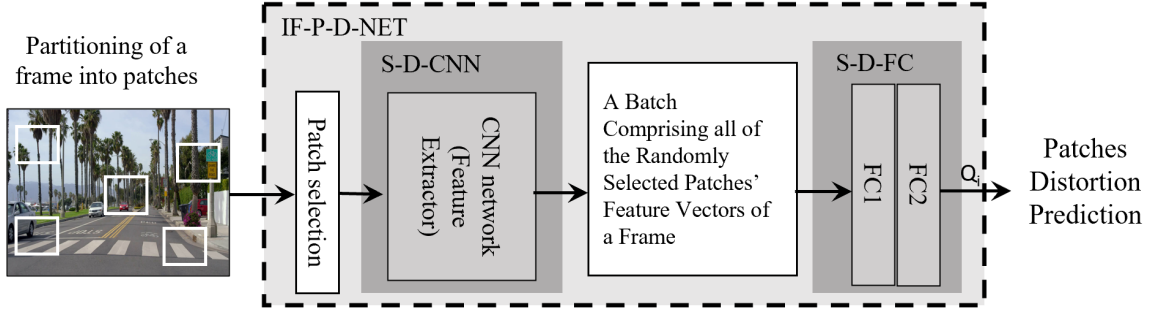 Partitioning of a
frame into patches
IF-P-D-NET
Patch selection
S-D-CNN
CNN network
(Feature
Extractor)
A Batch
Comprising all of
the Randomly
Selected Patches’
Feature Vectors of
a Frame
S-D-FC
FC1
FC2
Qi
Patches
Distortion
Prediction